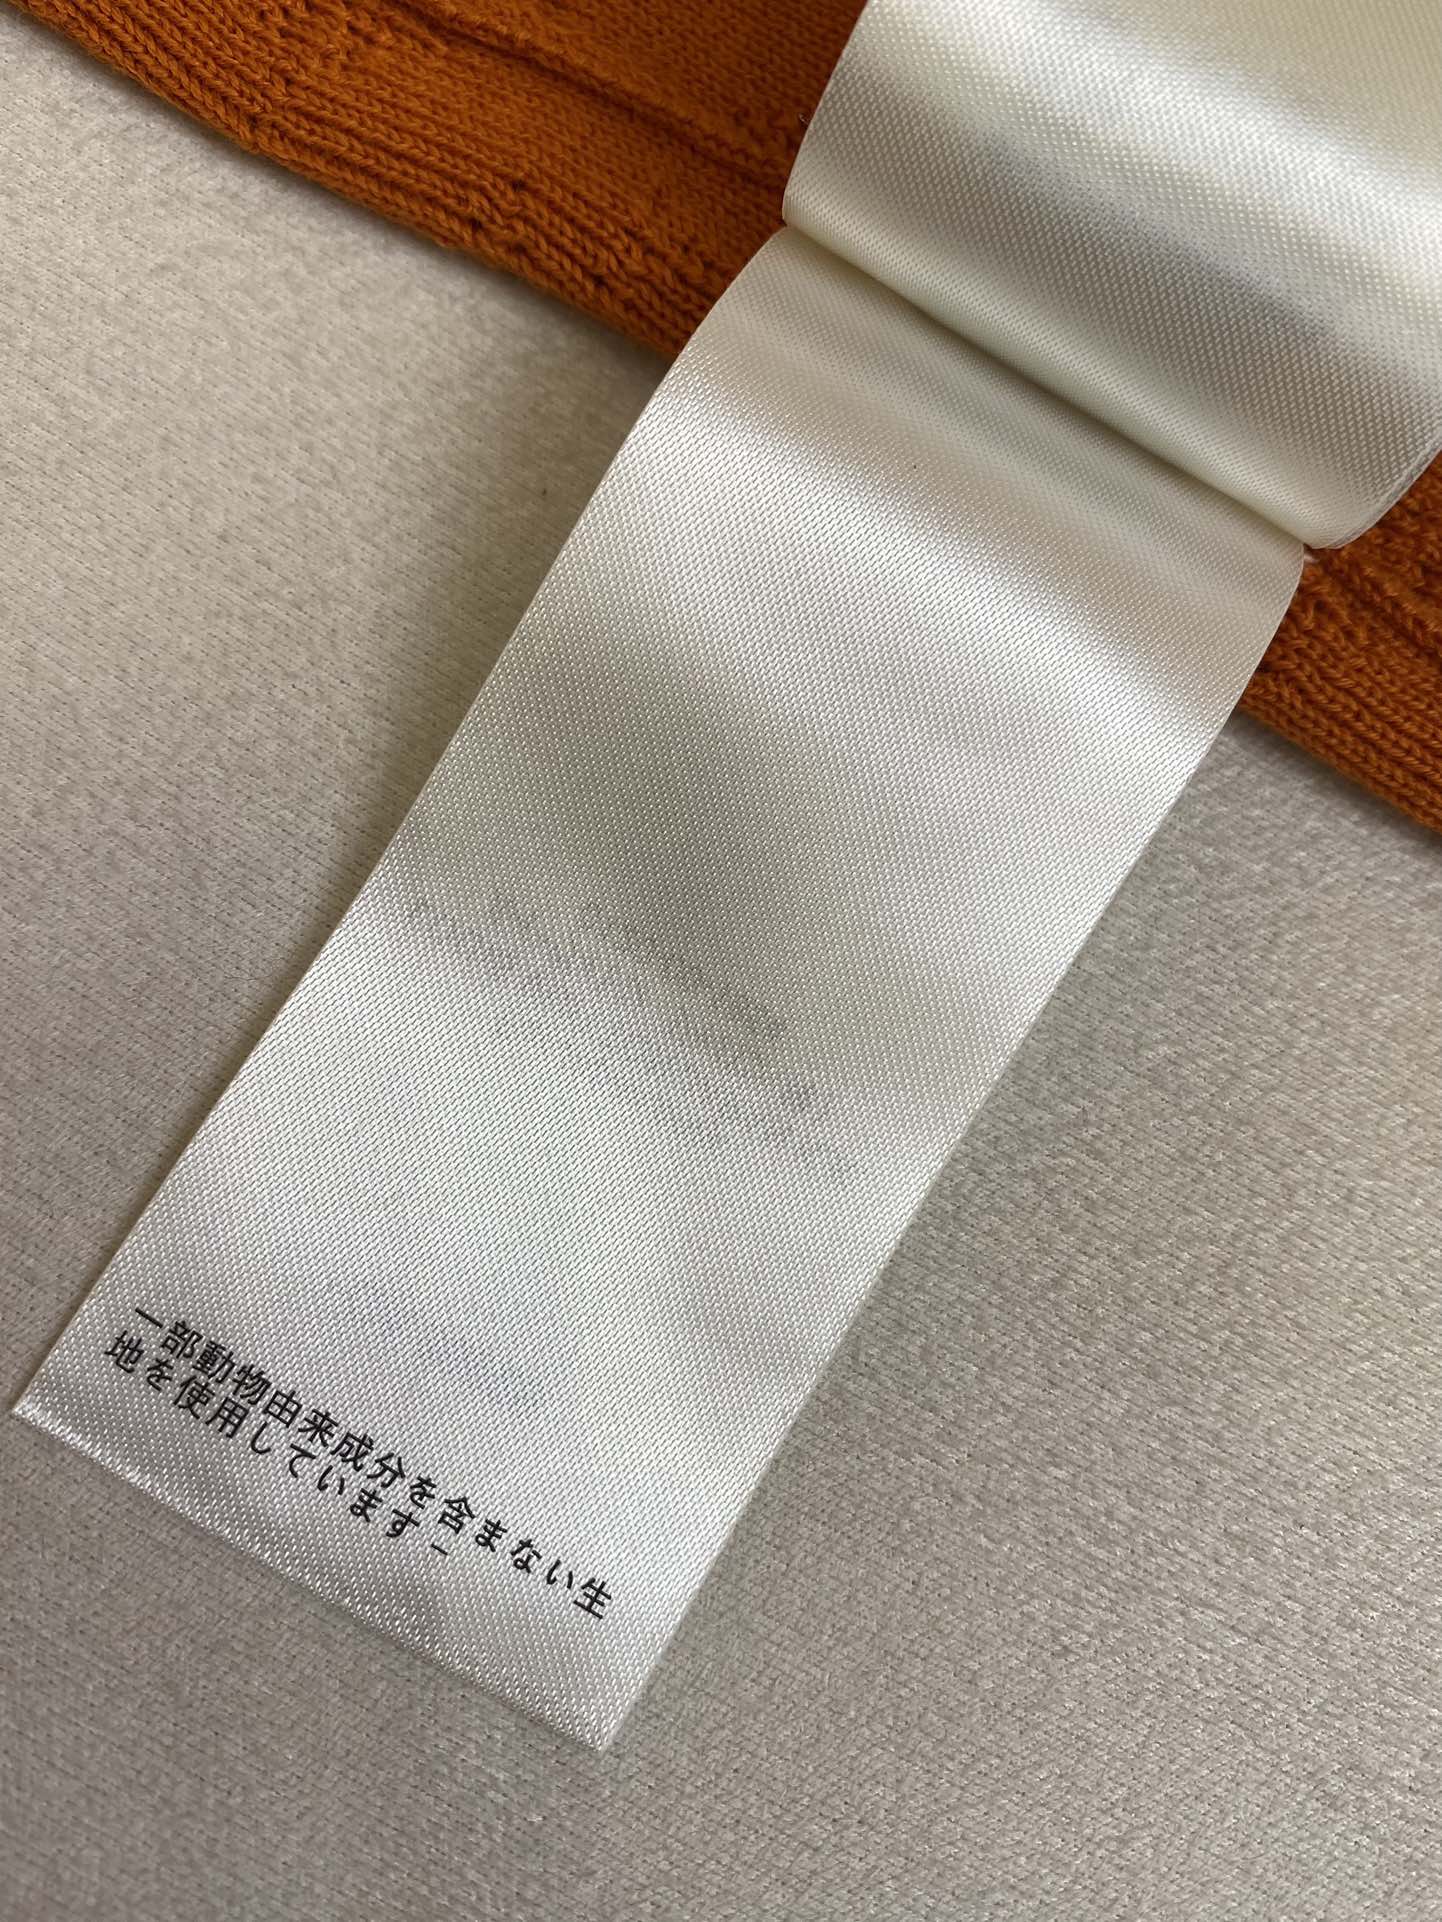 一部動物由来成分を含まない生
地を使用しています_